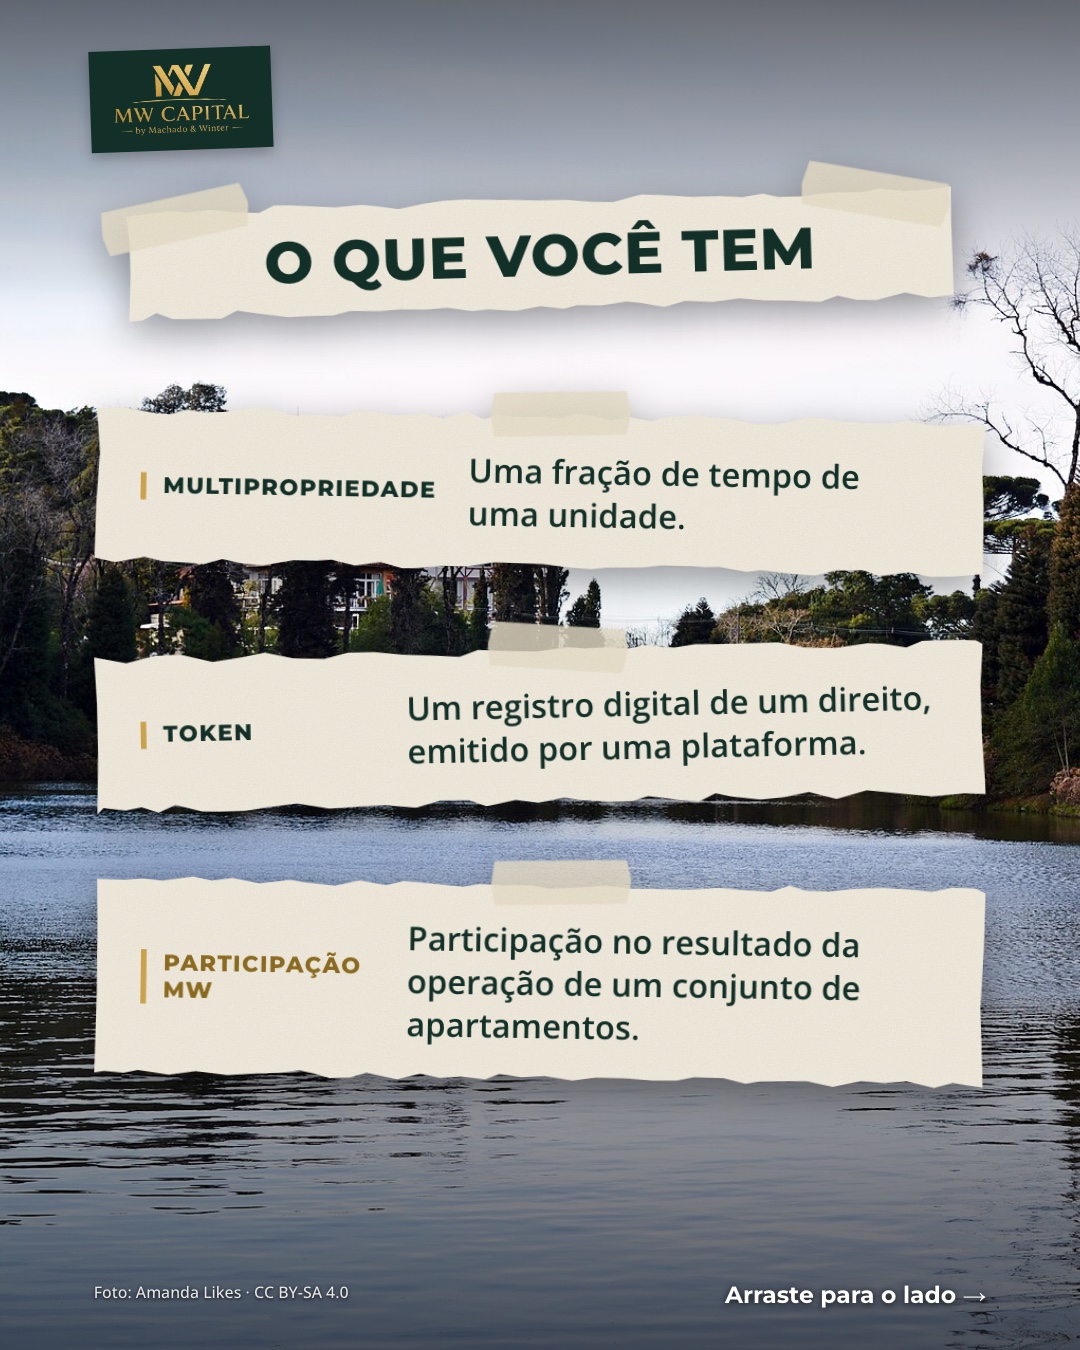 MW CAPITAL
by Machado & Winter
O QUE VOCÊ TEM
MULTIPROPRIEDADE
Uma fração de tempo de
uma unidade.
TOKEN
Um registro digital de um direito,
emitido por uma plataforma.
PARTICIPAÇÃO
MW
Participação no resultado da
operação de um conjunto de
apartamentos.
Foto: Amanda Likes · CC BY-SA 4.0
Arraste para o lado →